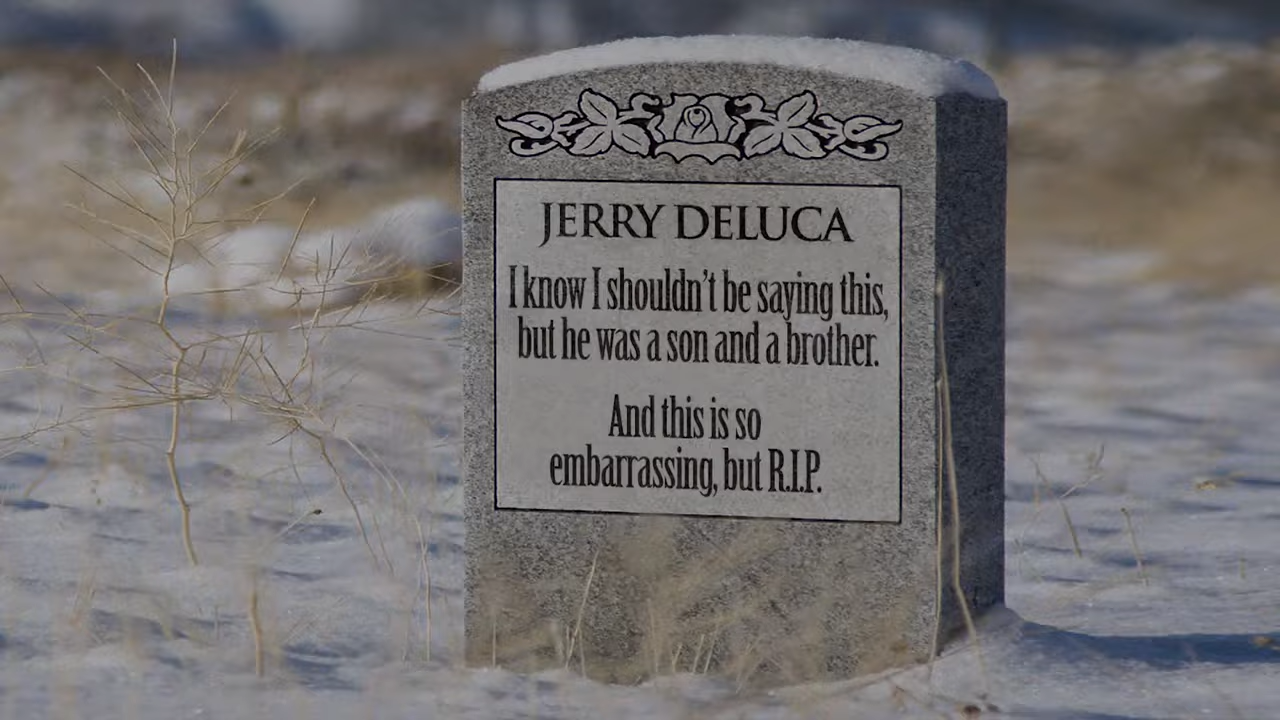 JERRY DELUCA
I know I shouldn't be saying this,
but he was a son and a brother.
And this is so
embarrassing, but R.I.P.